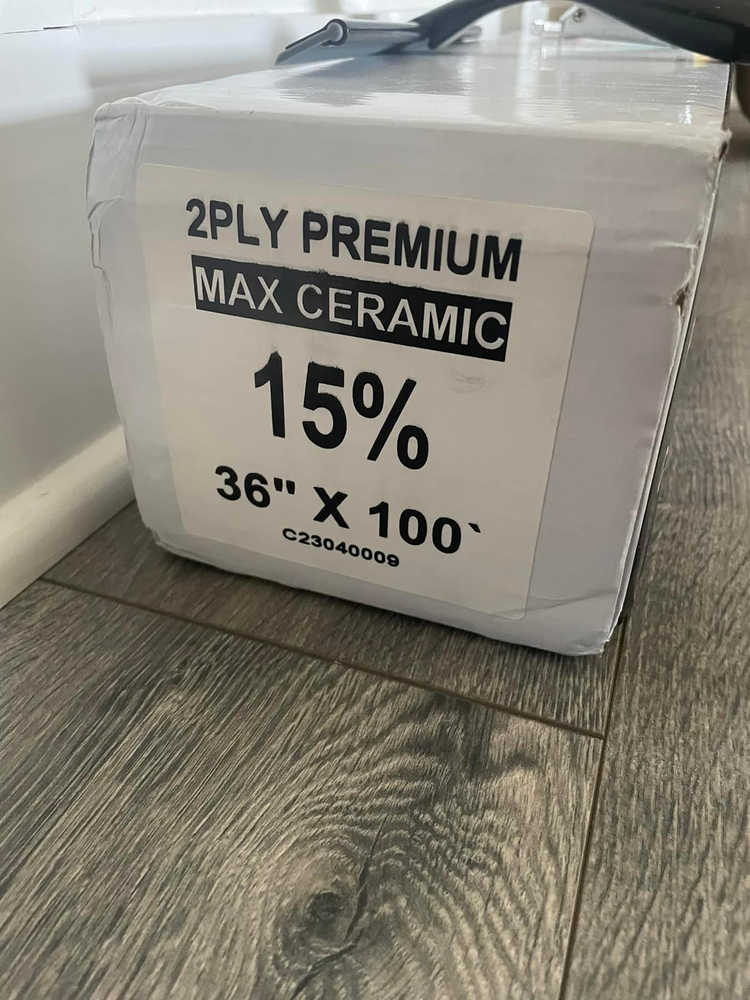 2PLY PREMIUM
MAX CERAMIC
15%
36" X 100`
C23040009